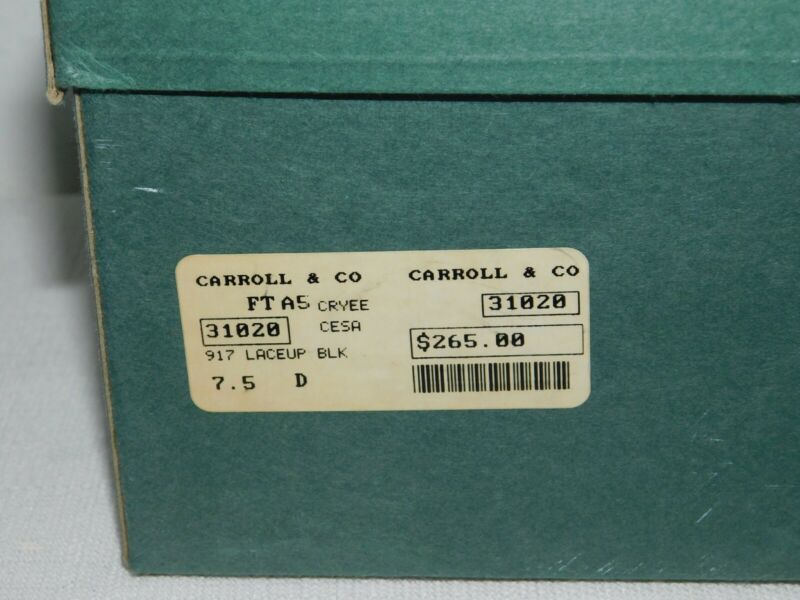 CARROLL & CO
FT A5 CRYEE
31020 CESA
917 LACEUP BLK
7.5 D
CARROLL & CO
31020
$265.00